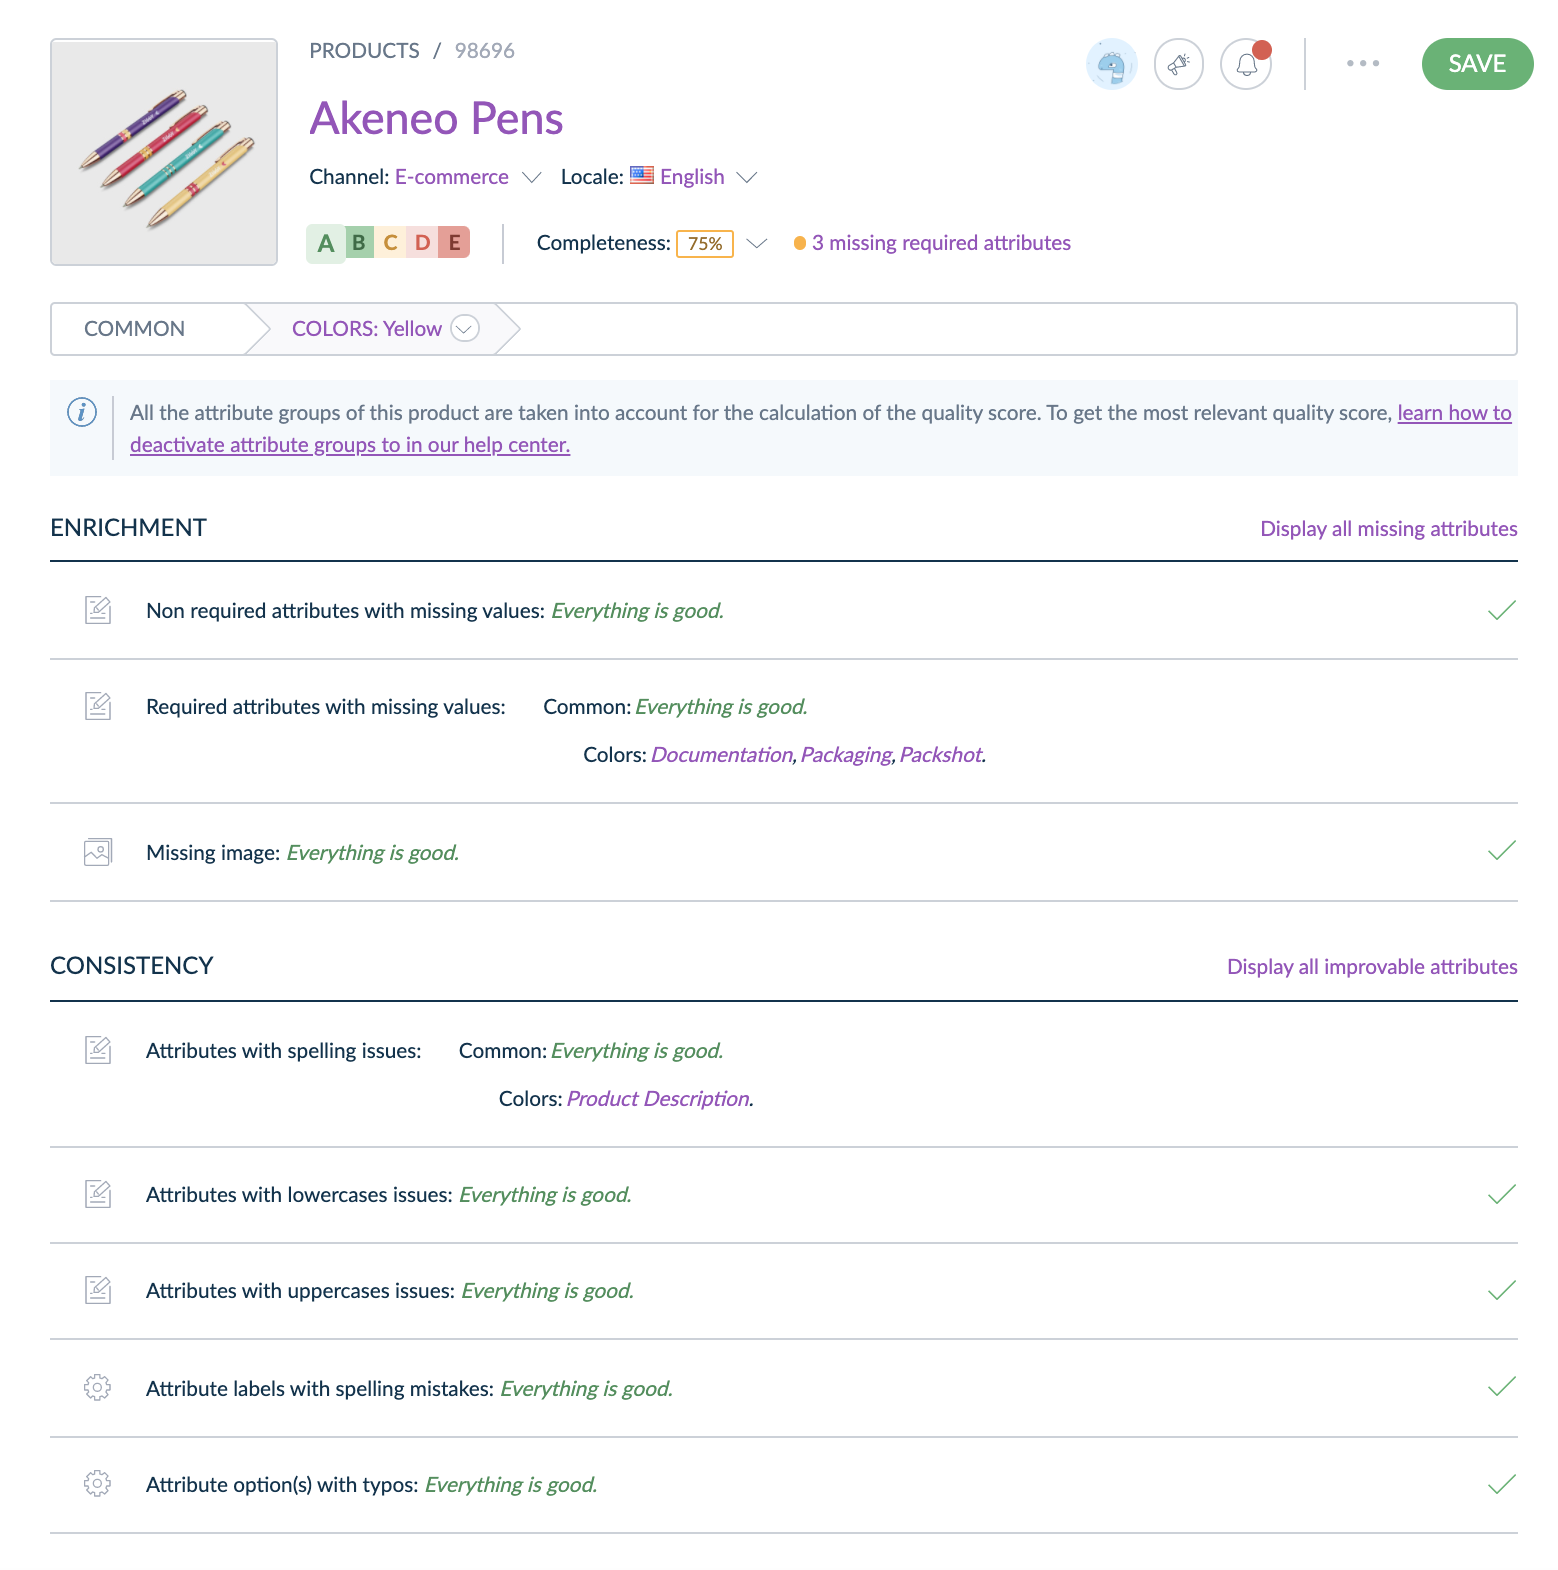 PRODUCTS / 98696
SAVE
Akeneo Pens
Channel: E-commerce Locale: English
A B C D E Completeness: 75% 3 missing required attributes
COMMON COLORS: Yellow
i All the attribute groups of this product are taken into account for the calculation of the quality score. To get the most relevant quality score, learn how to
deactivate attribute groups to in our help center.
ENRICHMENT Display all missing attributes
Non required attributes with missing values: Everything is good.
Required attributes with missing values: Common: Everything is good.
Colors: Documentation, Packaging, Packshot.
Missing image: Everything is good.
CONSISTENCY Display all improvable attributes
Attributes with spelling issues: Common: Everything is good.
Colors: Product Description.
Attributes with lowercases issues: Everything is good.
Attributes with uppercases issues: Everything is good.
Attribute labels with spelling mistakes: Everything is good.
Attribute option(s) with typos: Everything is good.